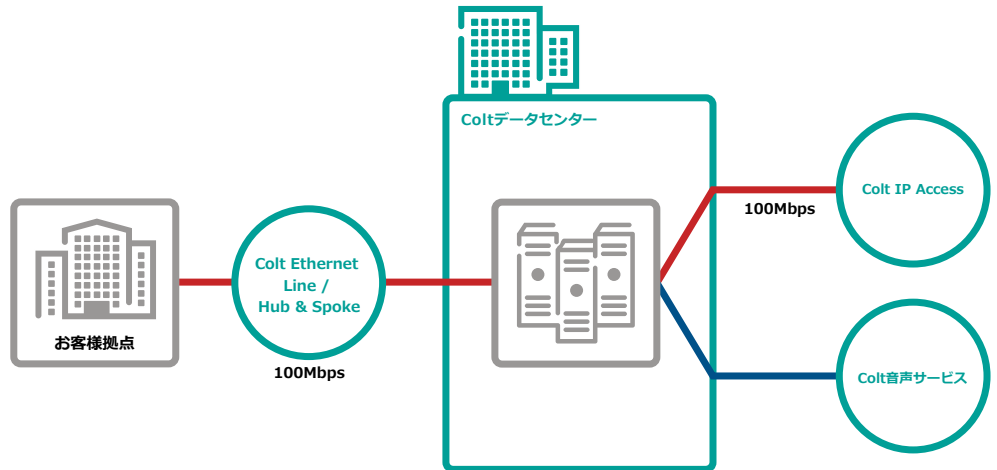 Coltデータセンター
お客様拠点
Colt Ethernet
Line /
Hub & Spoke
100Mbps
100Mbps
Colt IP Access
Colt音声サービス